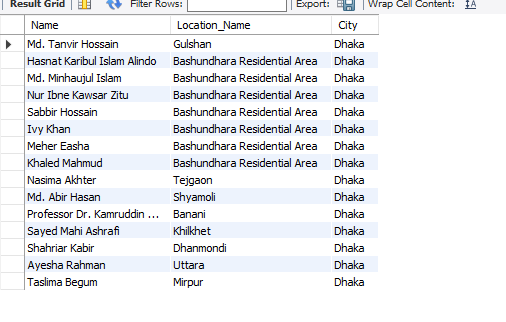 Result Grid Filter Rows: Export: Wrap Cell Content: IA
Name Location_Name City
Md. Tanvir Hossain Gulshan Dhaka
Hasnat Karibul Islam Alindo Bashundhara Residential Area Dhaka
Md. Minhaujul Islam Bashundhara Residential Area Dhaka
Nur Ibne Kawsar Zitu Bashundhara Residential Area Dhaka
Sabbir Hossain Bashundhara Residential Area Dhaka
Ivy Khan Bashundhara Residential Area Dhaka
Meher Easha Bashundhara Residential Area Dhaka
Khaled Mahmud Bashundhara Residential Area Dhaka
Nasima Akhter Tejgaon Dhaka
Md. Abir Hasan Shyamoli Dhaka
Professor Dr. Kamruddin ... Banani Dhaka
Sayed Mahi Ashrafi Khilkhet Dhaka
Shahriar Kabir Dhanmondi Dhaka
Ayesha Rahman Uttara Dhaka
Taslima Begum Mirpur Dhaka